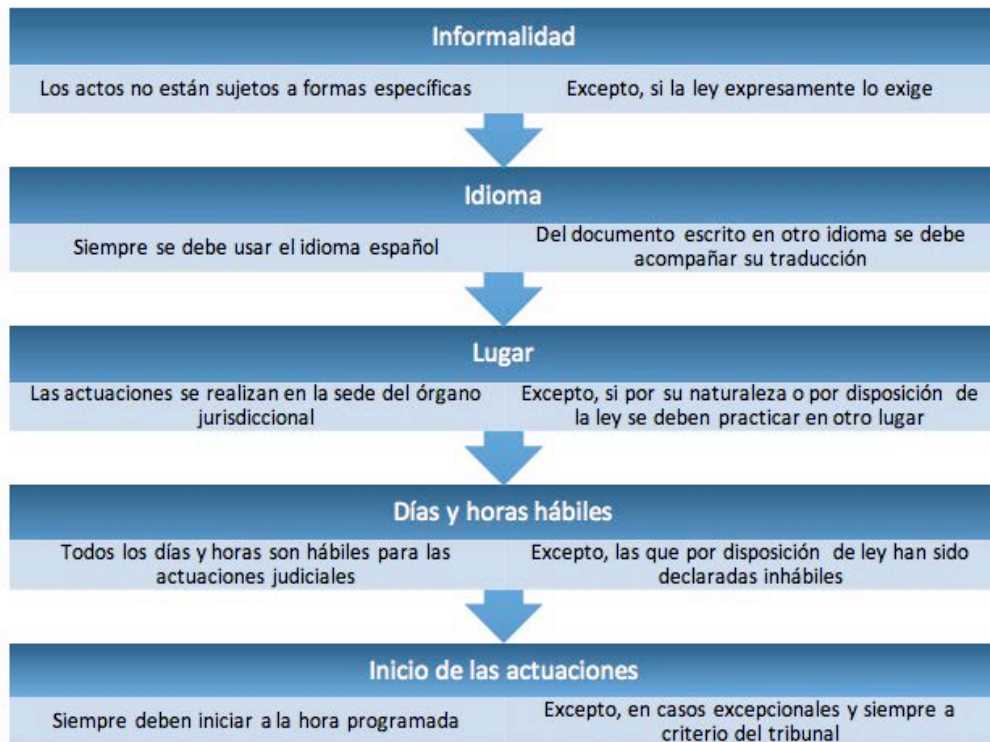 Informalidad
Los actos no están sujetos a formas específicas
Excepto, si la ley expresamente lo exige
Idioma
Siempre se debe usar el idioma español
Del documento escrito en otro idioma se debe
acompañar su traducción
Lugar
Las actuaciones se realizan en la sede del órgano
jurisdiccional
Excepto, si por su naturaleza o por disposición de
la ley se deben practicar en otro lugar
Días y horas hábiles
Todos los días y horas son hábiles para las
actuaciones judiciales
Excepto, las que por disposición de ley han sido
declaradas inhábiles
Inicio de las actuaciones
Siempre deben iniciar a la hora programada
Excepto, en casos excepcionales y siempre a
criterio del tribunal